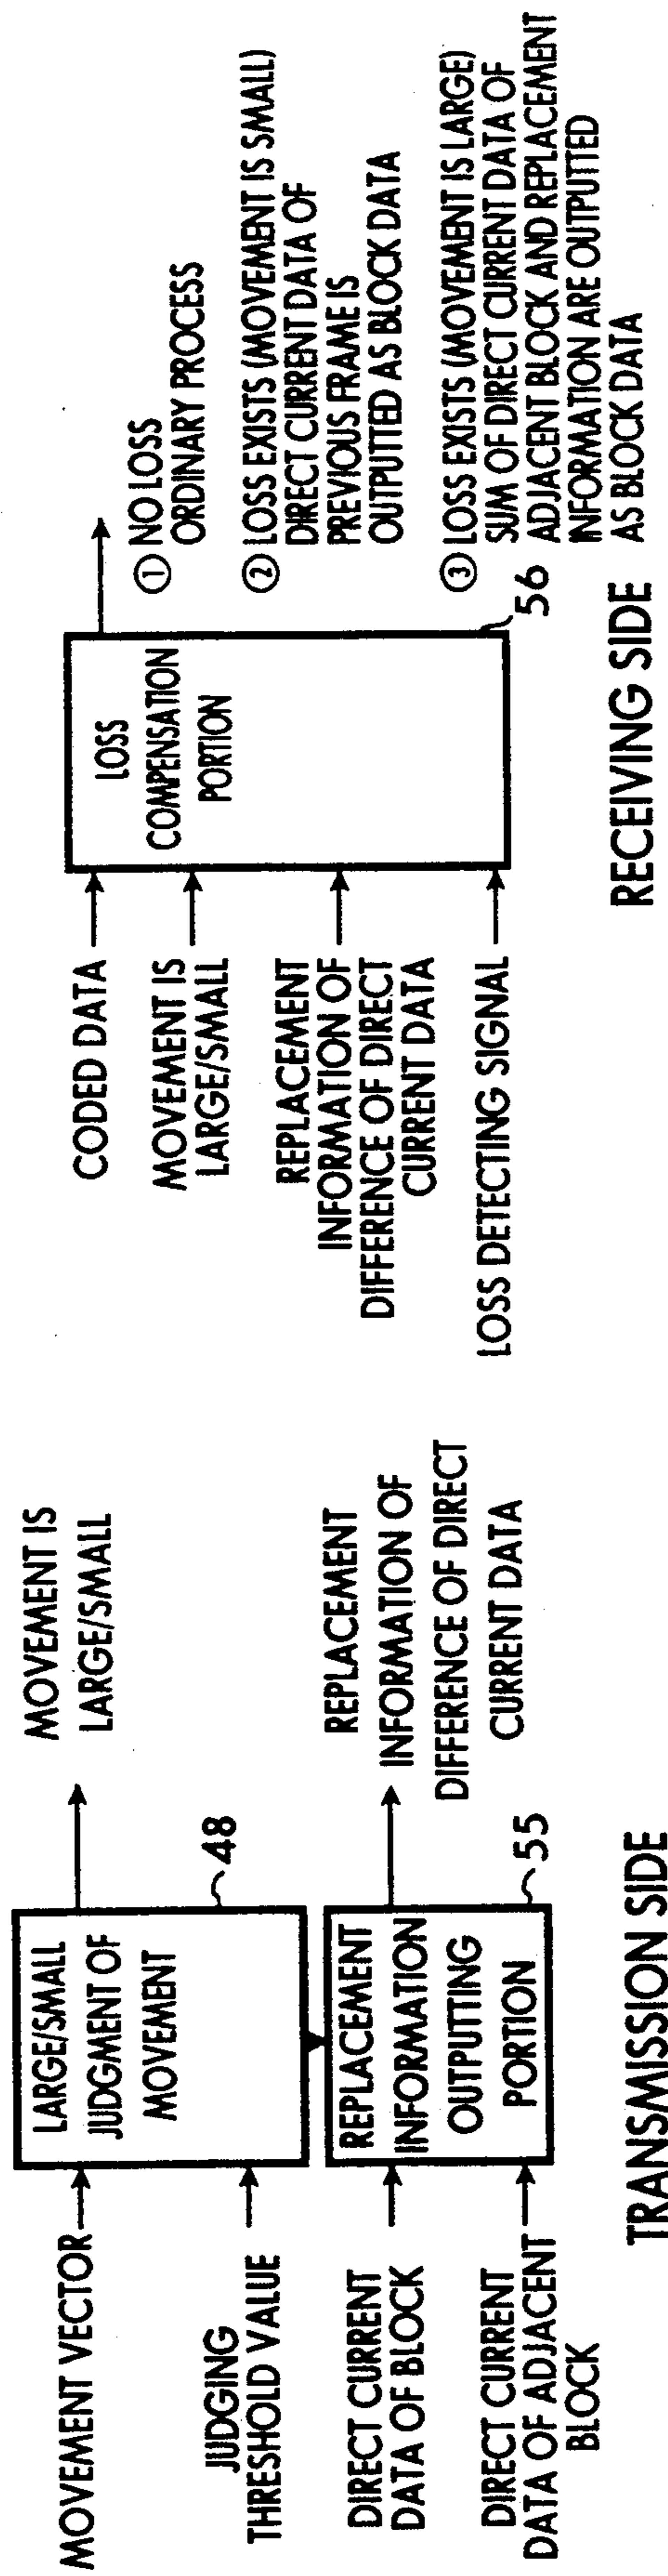 MOVEMENT VECTOR
JUDGING
THRESHOLD VALUE
LARGE/SMALL
JUDGMENT OF
MOVEMENT
48
MOVEMENT IS
LARGE/SMALL
DIRECT CURRENT
DATA OF BLOCK
DIRECT CURRENT
DATA OF ADJACENT
BLOCK
REPLACEMENT
INFORMATION
OUTPUTTING
PORTION
55
REPLACEMENT
INFORMATION OF
DIFFERENCE OF DIRECT
CURRENT DATA
TRANSMISSION SIDE
CODED DATA
MOVEMENT IS
LARGE/SMALL
REPLACEMENT
INFORMATION OF
DIFFERENCE OF DIRECT
CURRENT DATA
LOSS DETECTING SIGNAL
LOSS
COMPENSATION
PORTION
56
① NO LOSS
ORDINARY PROCESS
② LOSS EXISTS (MOVEMENT IS SMALL)
DIRECT CURRENT DATA OF
PREVIOUS FRAME IS
OUTPUTTED AS BLOCK DATA
③ LOSS EXISTS (MOVEMENT IS LARGE)
SUM OF DIRECT CURRENT DATA OF
ADJACENT BLOCK AND REPLACEMENT
INFORMATION ARE OUTPUTTED
AS BLOCK DATA
RECEIVING SIDE